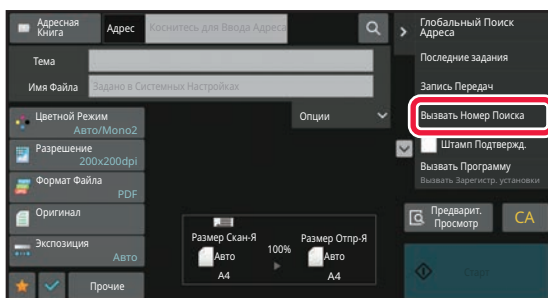 Адресная
Книга
Адрес
Коснитесь для Ввода Адреса
Тема
Имя Файла
Задано в Системных Настройках
Цветной Режим
Авто/Mono2
Разрешение
200x200dpi
Формат Файла
PDF
Оригинал
Экспозиция
Авто
Прочие
Опции
Размер Скан-Я
Авто
A4
100%
Размер Отпр-Я
Авто
A4
Глобальный Поиск
Адреса
Последние задания
Запись Передач
Вызвать Номер Поиска
Штамп Подтвержд.
Вызвать Программу
Вызвать Зарегистр. установки
Предварит.
Просмотр
CA
Старт